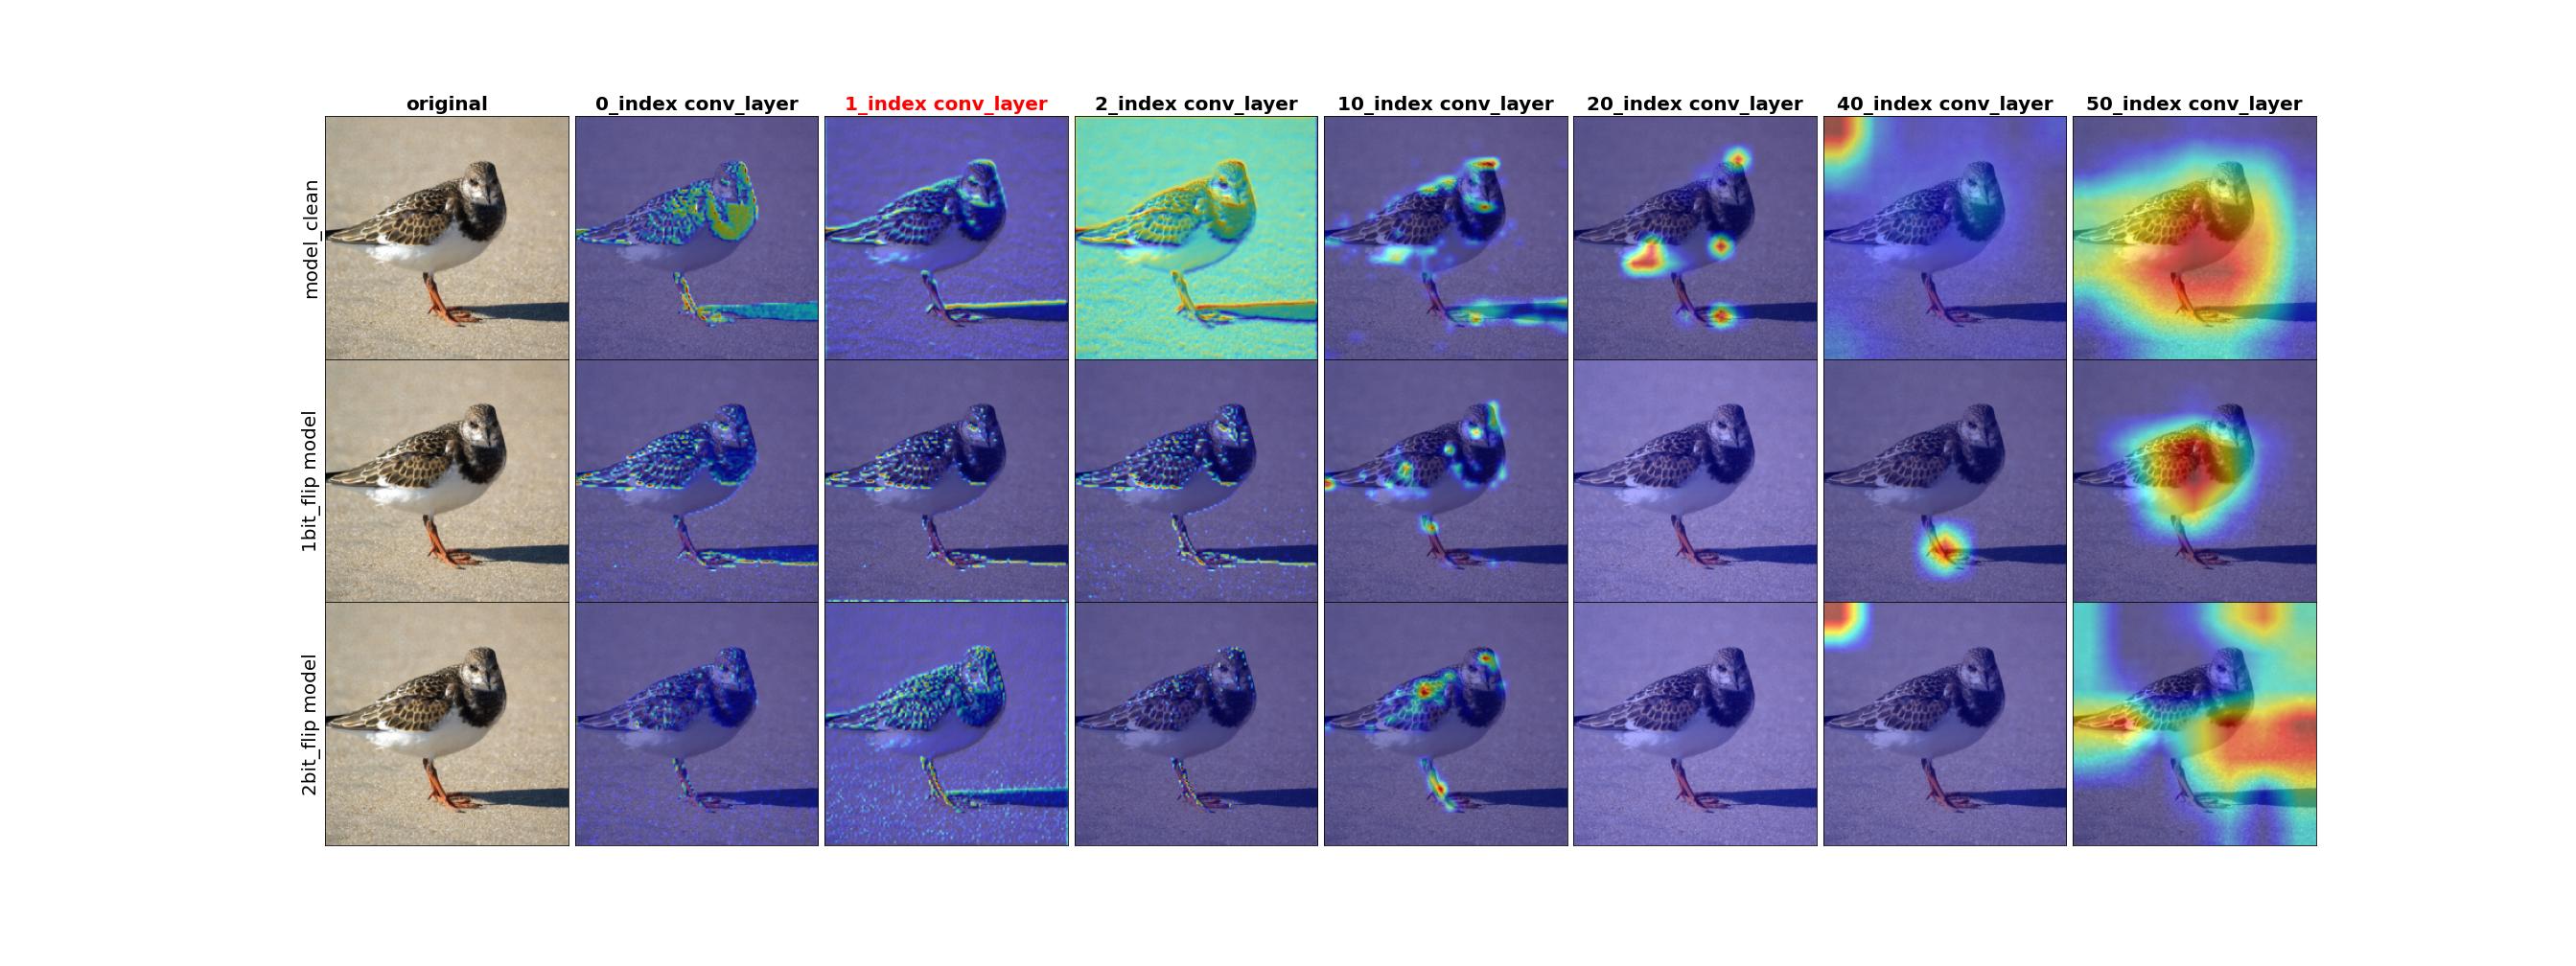 original 0_index conv_layer 1_index conv_layer 2_index conv_layer 10_index conv_layer 20_index conv_layer 40_index conv_layer 50_index conv_layer
model_clean
1bit_flip model
2bit_flip model